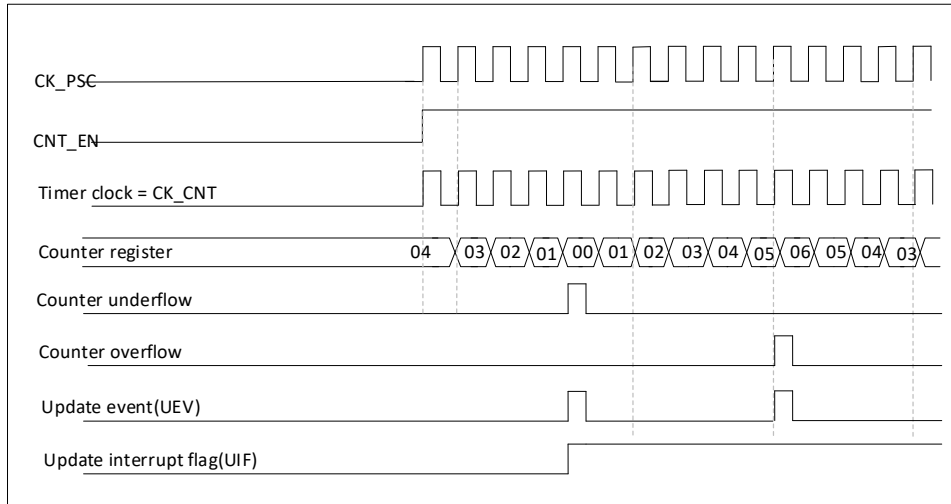 CK_PSC
CNT_EN
Timer clock = CK_CNT
Counter register 04 03 02 01 00 01 02 03 04 05 06 05 04 03
Counter underflow
Counter overflow
Update event(UEV)
Update interrupt flag(UIF)